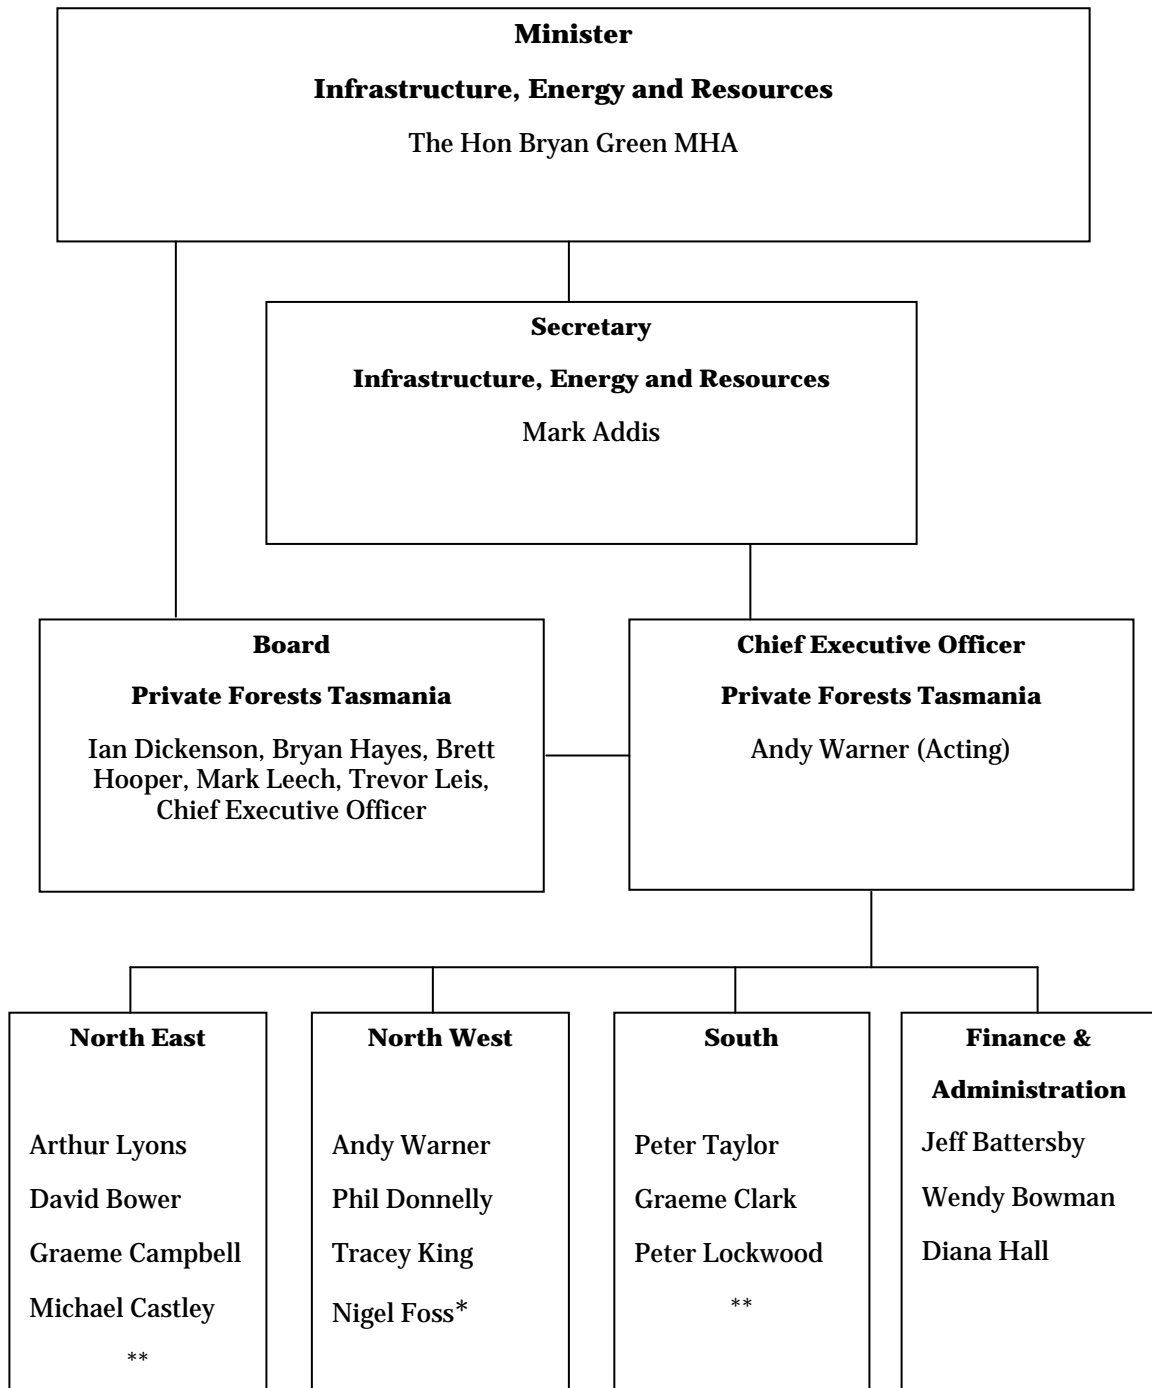 Minister
Infrastructure, Energy and Resources
The Hon Bryan Green MHA
Secretary
Infrastructure, Energy and Resources
Mark Addis
Board
Private Forests Tasmania
Ian Dickenson, Bryan Hayes, Brett
Hooper, Mark Leech, Trevor Leis,
Chief Executive Officer
Chief Executive Officer
Private Forests Tasmania
Andy Warner (Acting)
North East
Arthur Lyons
David Bower
Graeme Campbell
Michael Castley
**
North West
Andy Warner
Phil Donnelly
Tracey King
Nigel Foss*
South
Peter Taylor
Graeme Clark
Peter Lockwood
**
Finance &
Administration
Jeff Battersby
Wendy Bowman
Diana Hall